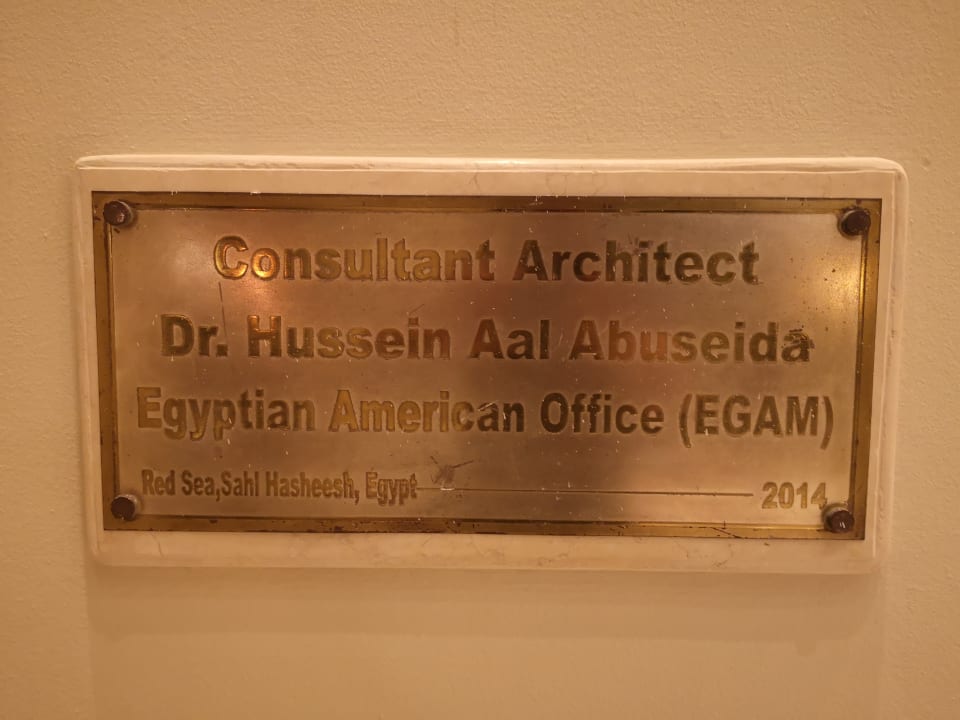 Consultant Architect
Dr. Hussein Aal Abuseida
Egyptian American Office (EGAM)
Red Sea,Sahl Hasheesh, Egypt 2014